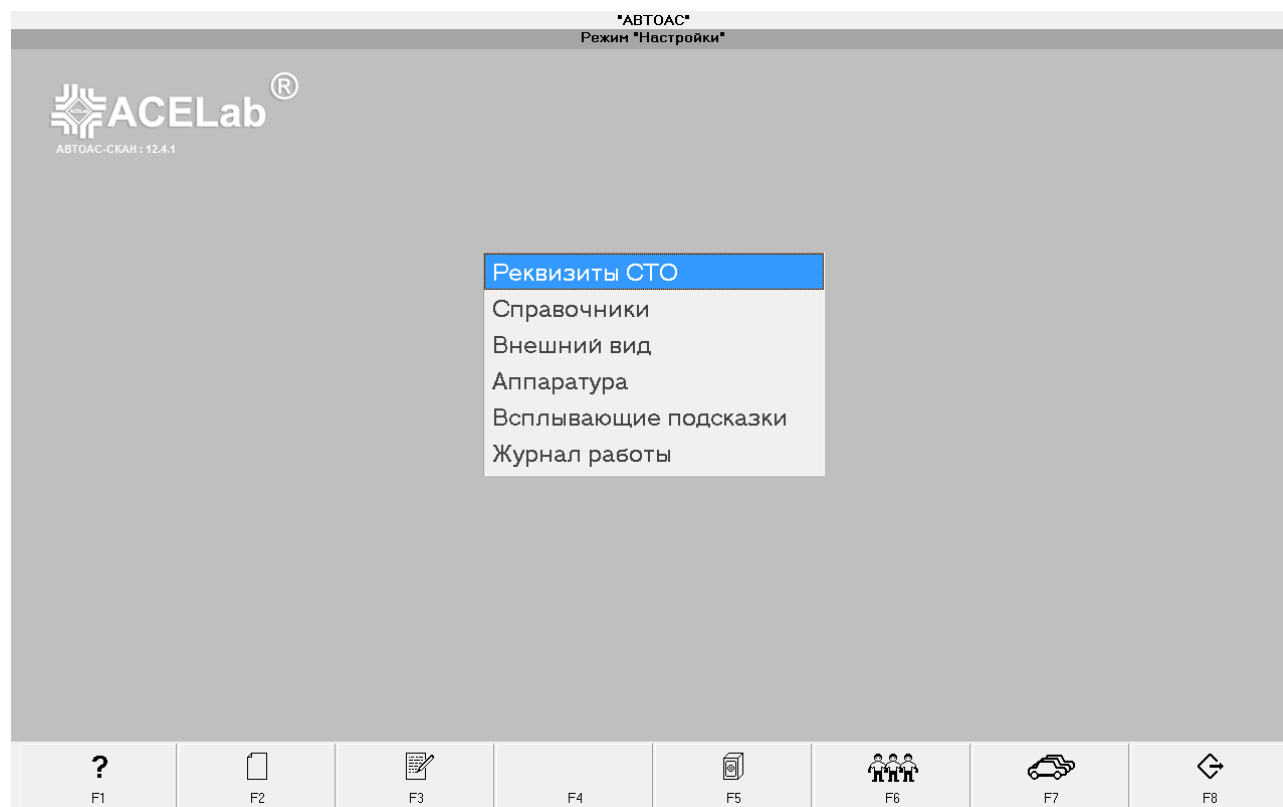 "АВТОАС"
Режим "Настройки"
ACELab ®
АВТОАС-СКАН : 12.4.1
Реквизиты СТО
Справочники
Внешний вид
Аппаратура
Всплывающие подсказки
Журнал работы
?
F1 F2 F3 F4 F5 F6 F7 F8